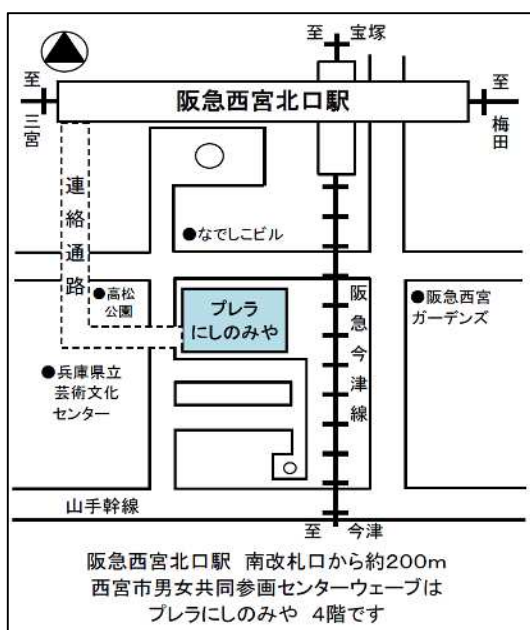 至
宝塚
至
三宮
阪急西宮北口駅
至
梅田
連絡通路
●なでしこビル
●高松
公園
プレラ
にしのみや
阪急今津線
●阪急西宮
ガーデンズ
●兵庫県立
芸術文化
センター
山手幹線
至
今津
阪急西宮北口駅 南改札口から約200m
西宮市男女共同参画センターウェーブは
プレラにしのみや 4階です